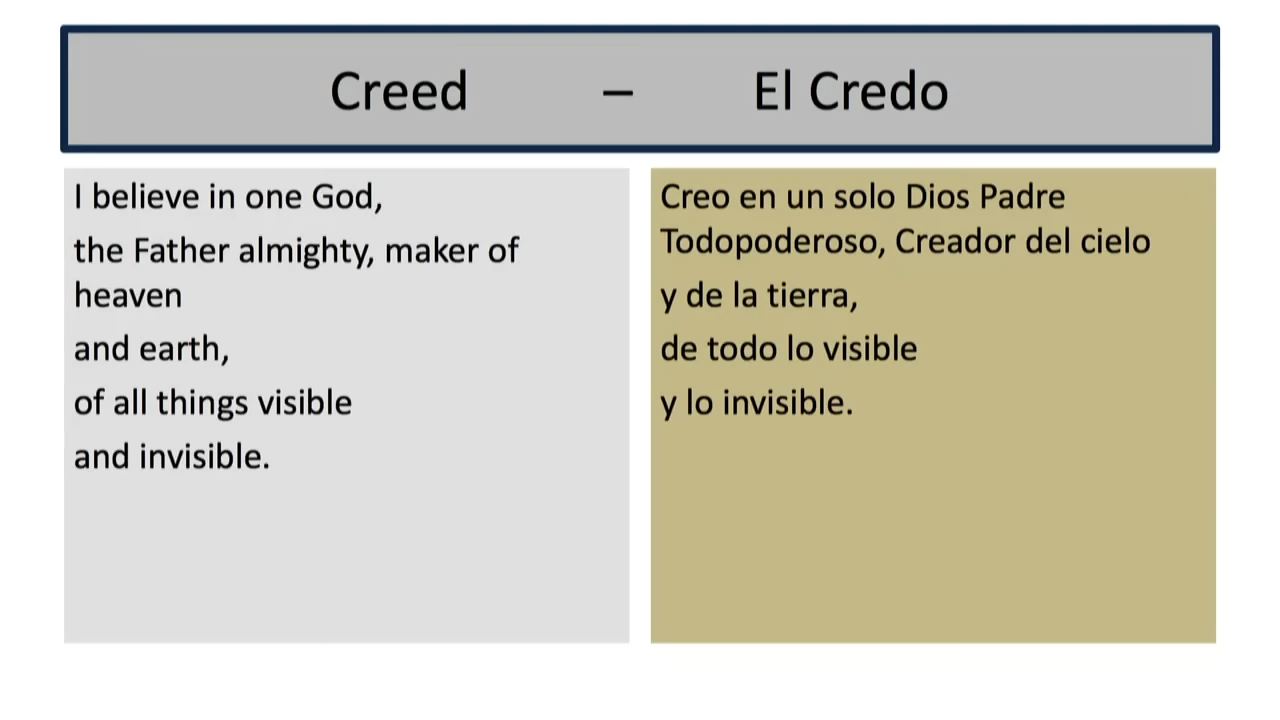 Creed – El Credo
I believe in one God,
the Father almighty, maker of
heaven
and earth,
of all things visible
and invisible.
Creo en un solo Dios Padre
Todopoderoso, Creador del cielo
y de la tierra,
de todo lo visible
y lo invisible.